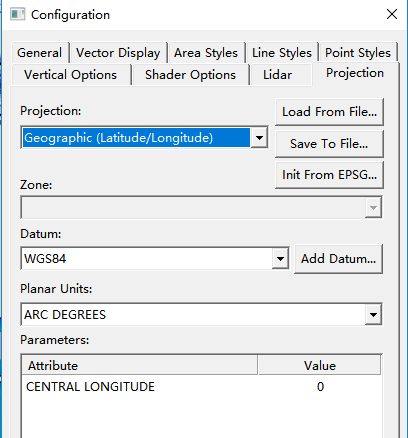 Configuration
General Vector Display Area Styles Line Styles Point Styles
Vertical Options Shader Options Lidar Projection
Projection:
Load From File...
Geographic (Latitude/Longitude)
Save To File...
Init From EPSG...
Zone:
Datum:
WGS84 Add Datum...
Planar Units:
ARC DEGREES
Parameters:
Attribute Value
CENTRAL LONGITUDE 0